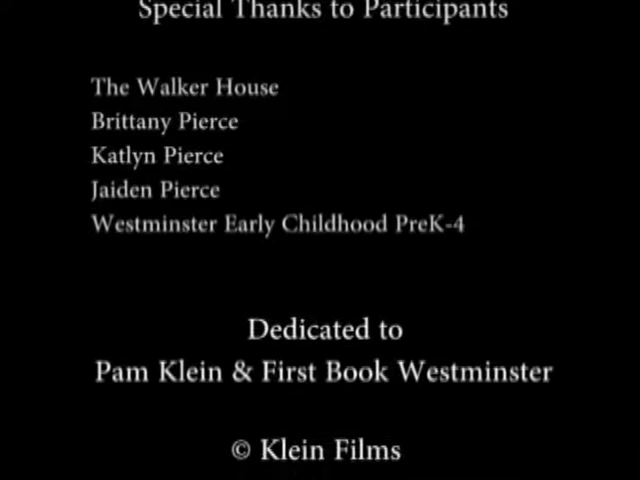 Special Thanks to Participants
The Walker House
Brittany Pierce
Katlyn Pierce
Jaiden Pierce
Westminster Early Childhood PreK-4
Dedicated to
Pam Klein & First Book Westminster
© Klein Films